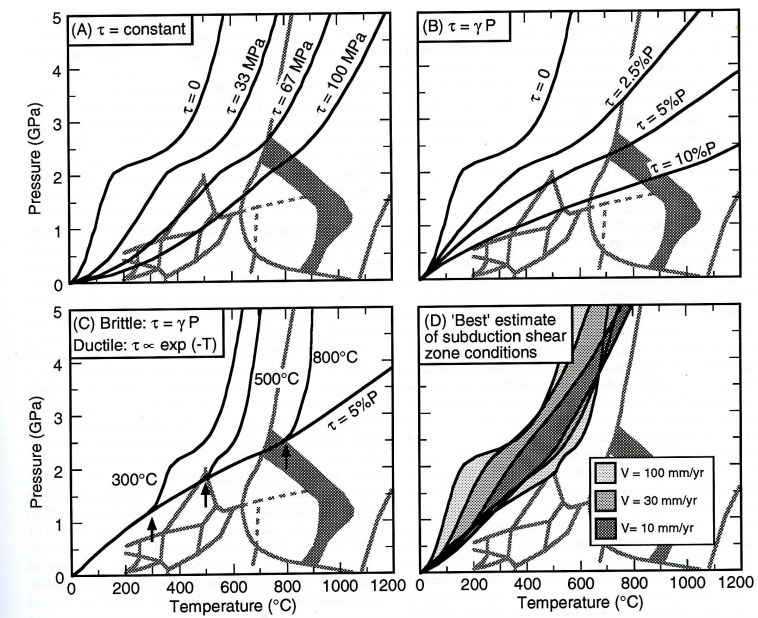 (A) τ = constant
τ = 0
τ = 33 MPa
τ = 67 MPa
τ = 100 MPa
Pressure (GPa)
5
4
3
2
1
0
(B) τ = γ P
τ = 0
τ = 2.5%P
τ = 5%P
τ = 10%P
(C) Brittle: τ = γ P
Ductile: τ ∝ exp (-T)
300°C
500°C
800°C
τ = 5%P
Pressure (GPa)
5
4
3
2
1
0
0 200 400 600 800 1000 1200
Temperature (°C)
(D) 'Best' estimate
of subduction shear
zone conditions
V = 100 mm/yr
V = 30 mm/yr
V= 10 mm/yr
0 200 400 600 800 1000 1200
Temperature (°C)